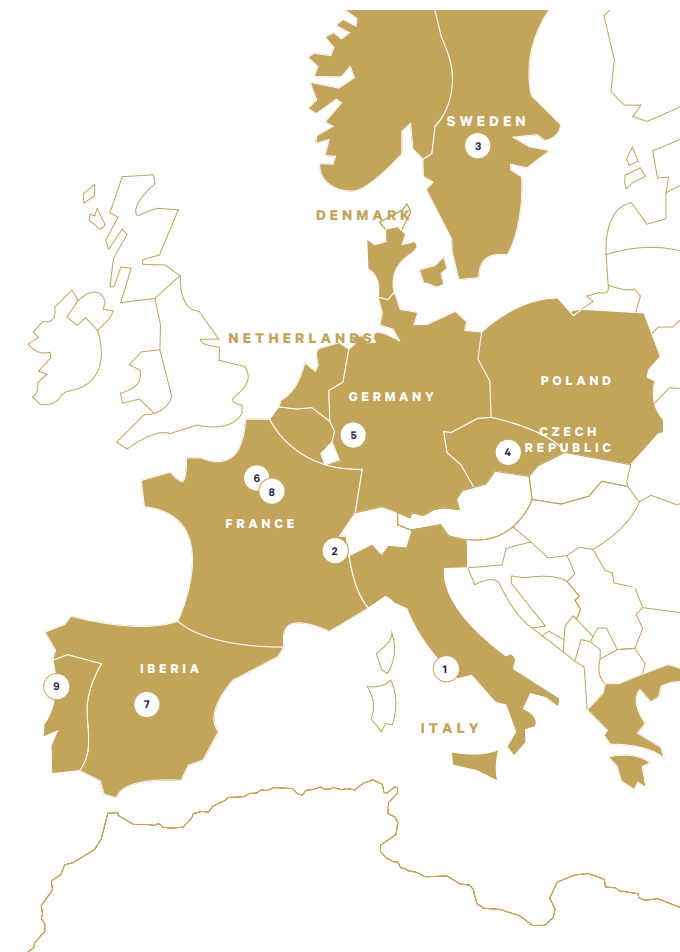 SWEDEN
3
DENMARK
NETHERLANDS
POLAND
GERMANY
CZECH
REPUBLIC
5
4
6
8
FRANCE
2
IBERIA
1
9
7
ITALY